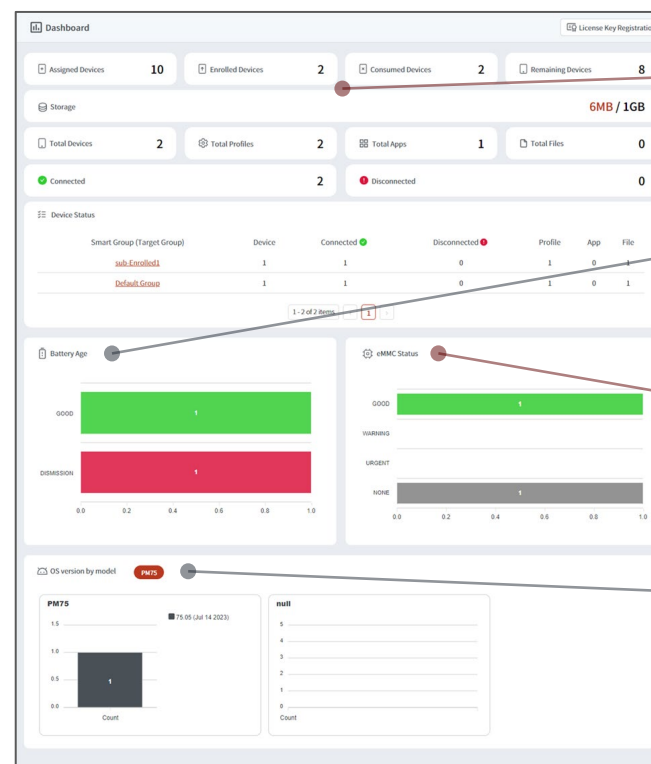 Dashboard
License Key Registratio
Assigned Devices 10 Enrolled Devices 2 Consumed Devices 2 Remaining Devices 8
Storage 6MB / 1GB
Total Devices 2 Total Profiles 2 Total Apps 1 Total Files 0
Connected 2 Disconnected 0
Device Status
Smart Group (Target Group) Device Connected Disconnected Profile App File
sub-Enrolled1 1 1 0 1 0 1
Default Group 1 1 0 1 0 1
1 - 2 of 2 items < 1 >
Battery Age
GOOD 1
DISMISSION 1
0.0 0.2 0.4 0.6 0.8 1.0
eMMC Status
GOOD 1
WARNING
URGENT
NONE 1
0.0 0.2 0.4 0.6 0.8 1.0
OS version by model PM75
PM75
75.05 (Jul 14 2023)
1.5
1.0
0.5 1
0.0
Count
null
5
4
3
2
1
0
Count